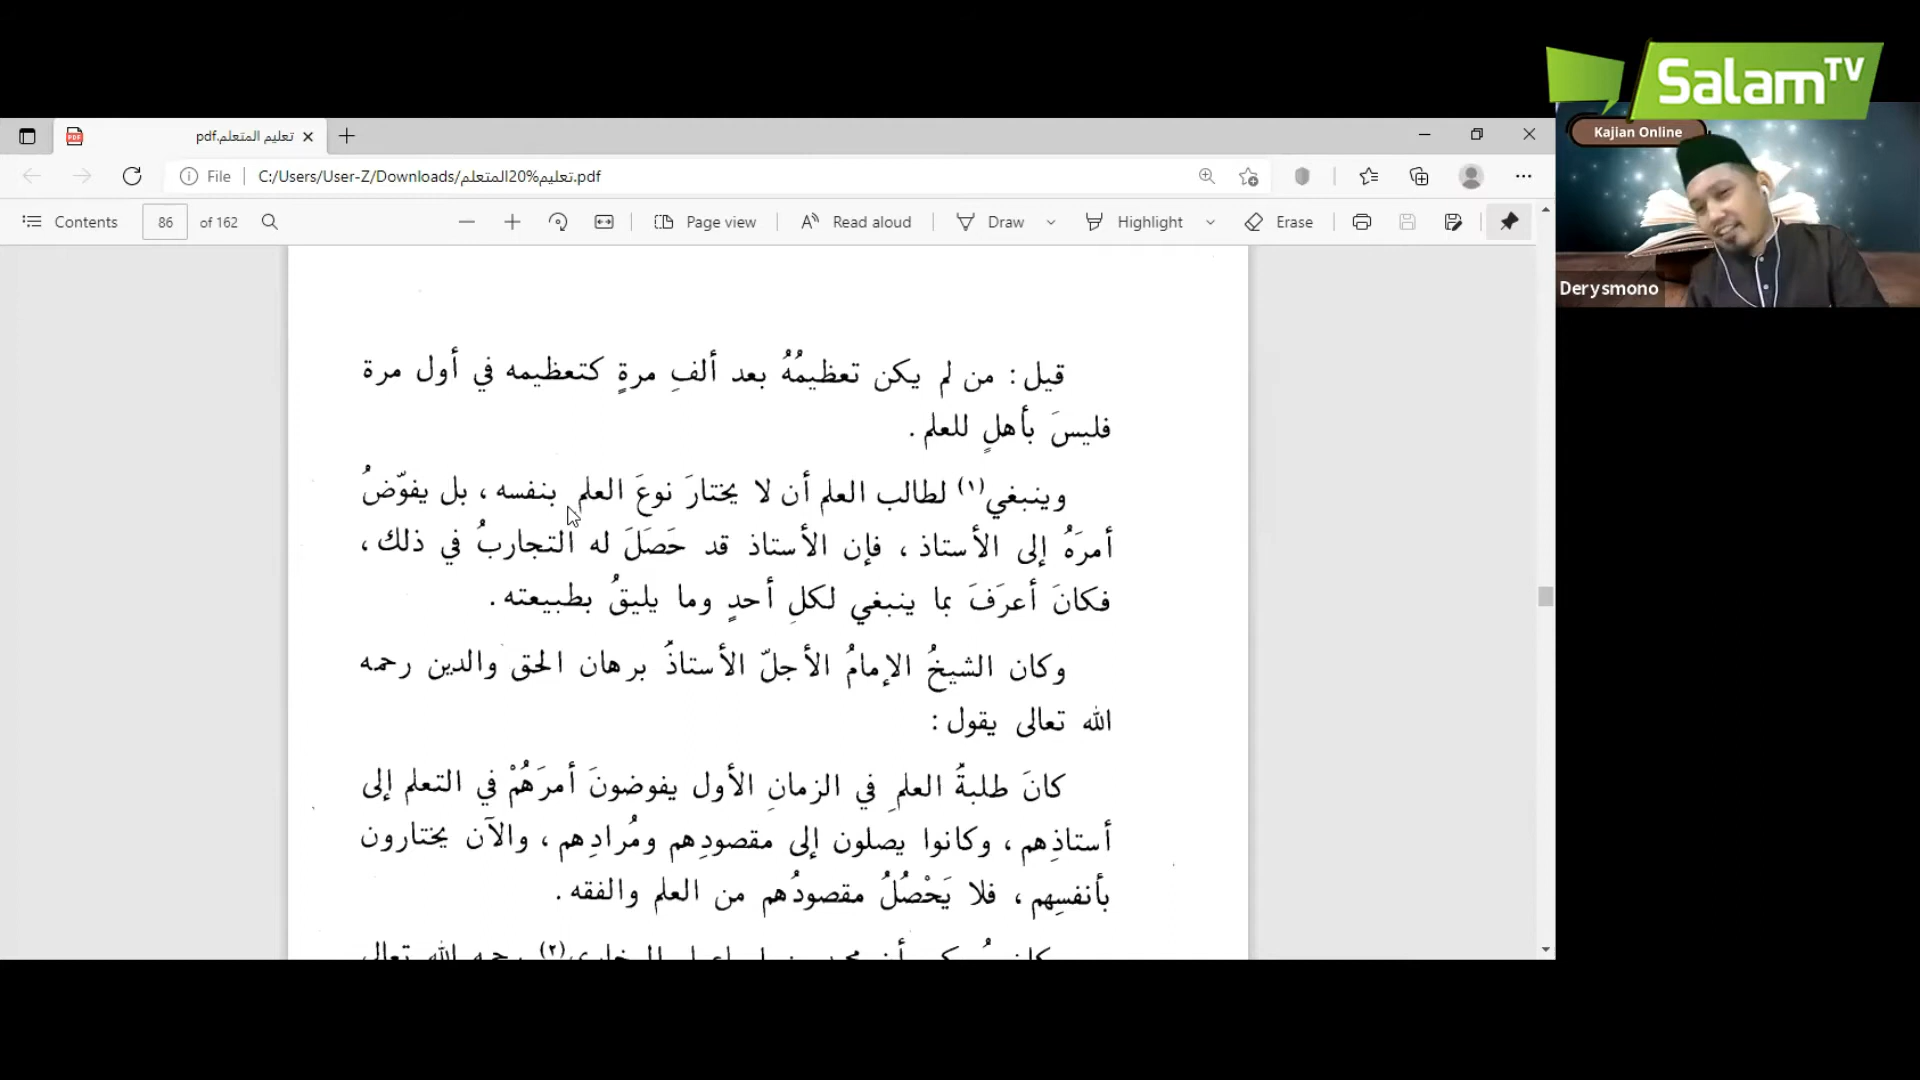 Salam TV
Kajian Online
Derysmono
تعليم المتعلم.pdf
File
C:/Users/User-Z/Downloads/تعليم%20المتعلم.pdf
Contents
86
of 162
Page view
Read aloud
Draw
Highlight
Erase
قيل : من لم يكن تعظيمُهُ بعد ألفِ مرةٍ كتعظيمه في أول مرة
فليسَ بأهلٍ للعلم .
وينبغي(١) لطالب العلم أن لا يختارَ نوعَ العلم بنفسه ، بل يفوّضُ
أمرَهُ إلى الأستاذ ، فإن الأستاذ قد حَصَلَ له التجاربُ في ذلك ،
فكانَ أعرَفَ بما ينبغي لكلِ أحدٍ وما يليقُ بطبيعته .
وكان الشيخُ الإمامُ الأجلّ الأستاذُ برهان الحق والدين رحمه
الله تعالى يقول :
كانَ طلبةُ العلمِ في الزمانِ الأول يفوضونَ أمرَهُمْ في التعلم إلى
أستاذِهم ، وكانوا يصلون إلى مقصودِهم ومُرادِهم ، والآن يختارون
بأنفسِهم ، فلا يَحْصُلُ مقصودُهم من العلم والفقه .
(٢) رحمه الله تعالى